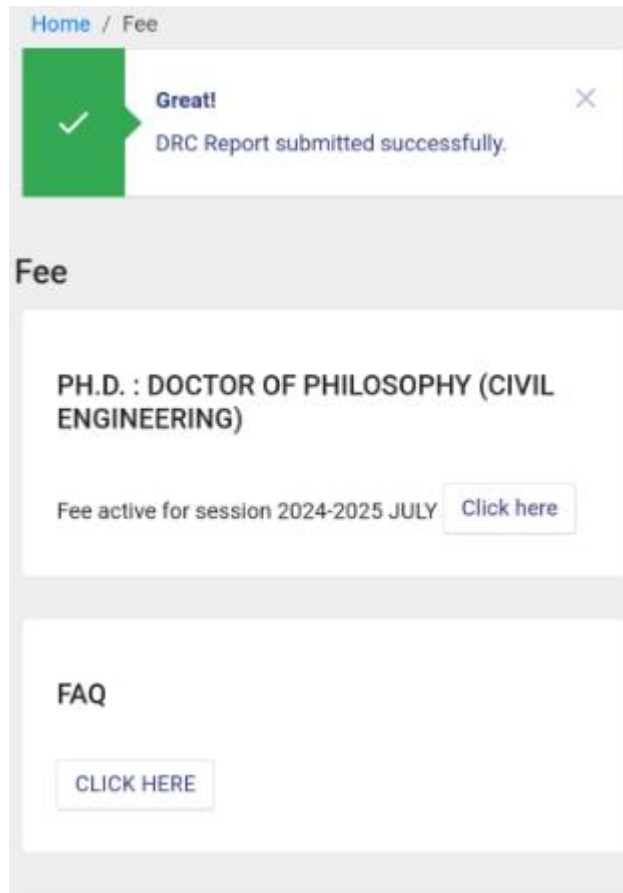 Home / Fee
Great!
DRC Report submitted successfully.
Fee
PH.D. : DOCTOR OF PHILOSOPHY (CIVIL
ENGINEERING)
Fee active for session 2024-2025 JULY Click here
FAQ
CLICK HERE